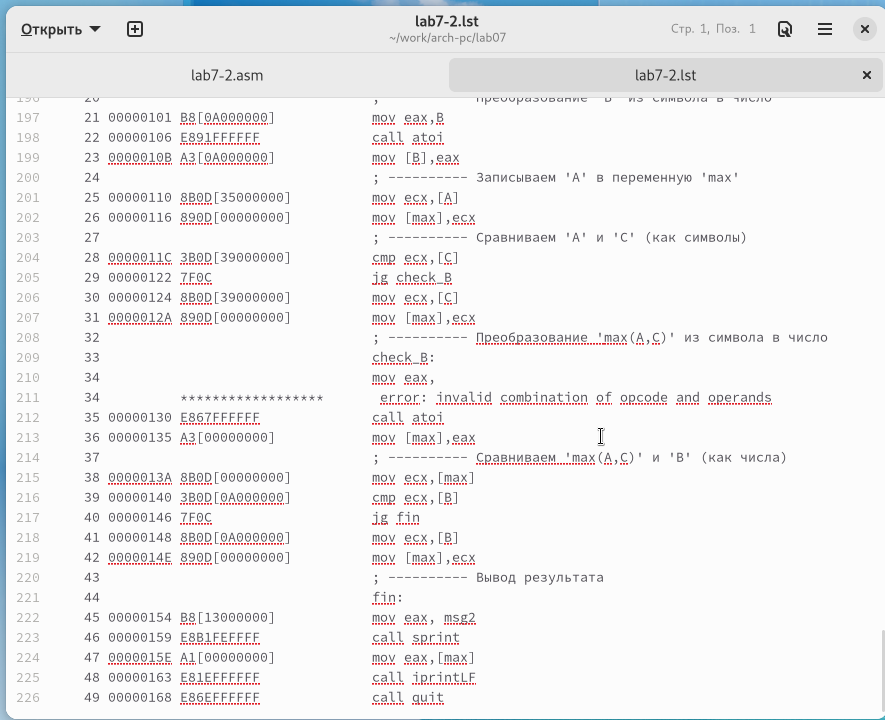 Открыть
lab7-2.lst
~/work/arch-pc/lab07
Стр. 1, Поз. 1
lab7-2.asm
lab7-2.lst
196 20 ; ---------- Преобразование 'B' из символа в число
197 21 00000101 B8[0A000000] mov eax,B
198 22 00000106 E891FFFFFF call atoi
199 23 0000010B A3[0A000000] mov [B],eax
200 24 ; ---------- Записываем 'A' в переменную 'max'
201 25 00000110 8B0D[35000000] mov ecx,[A]
202 26 00000116 890D[00000000] mov [max],ecx
203 27 ; ---------- Сравниваем 'A' и 'C' (как символы)
204 28 0000011C 3B0D[39000000] cmp ecx,[C]
205 29 00000122 7F0C jg check_B
206 30 00000124 8B0D[39000000] mov ecx,[C]
207 31 0000012A 890D[00000000] mov [max],ecx
208 32 ; ---------- Преобразование 'max(A,C)' из символа в число
209 33 check_B:
210 34 mov eax,
211 34 ****************** error: invalid combination of opcode and operands
212 35 00000130 E867FFFFFF call atoi
213 36 00000135 A3[00000000] mov [max],eax
214 37 ; ---------- Сравниваем 'max(A,C)' и 'B' (как числа)
215 38 0000013A 8B0D[00000000] mov ecx,[max]
216 39 00000140 3B0D[0A000000] cmp ecx,[B]
217 40 00000146 7F0C jg fin
218 41 00000148 8B0D[0A000000] mov ecx,[B]
219 42 0000014E 890D[00000000] mov [max],ecx
220 43 ; ---------- Вывод результата
221 44 fin:
222 45 00000154 B8[13000000] mov eax, msg2
223 46 00000159 E8B1FEFFFF call sprint
224 47 0000015E A1[00000000] mov eax,[max]
225 48 00000163 E81EFFFFFF call iprintLF
226 49 00000168 E86EFFFFFF call quit